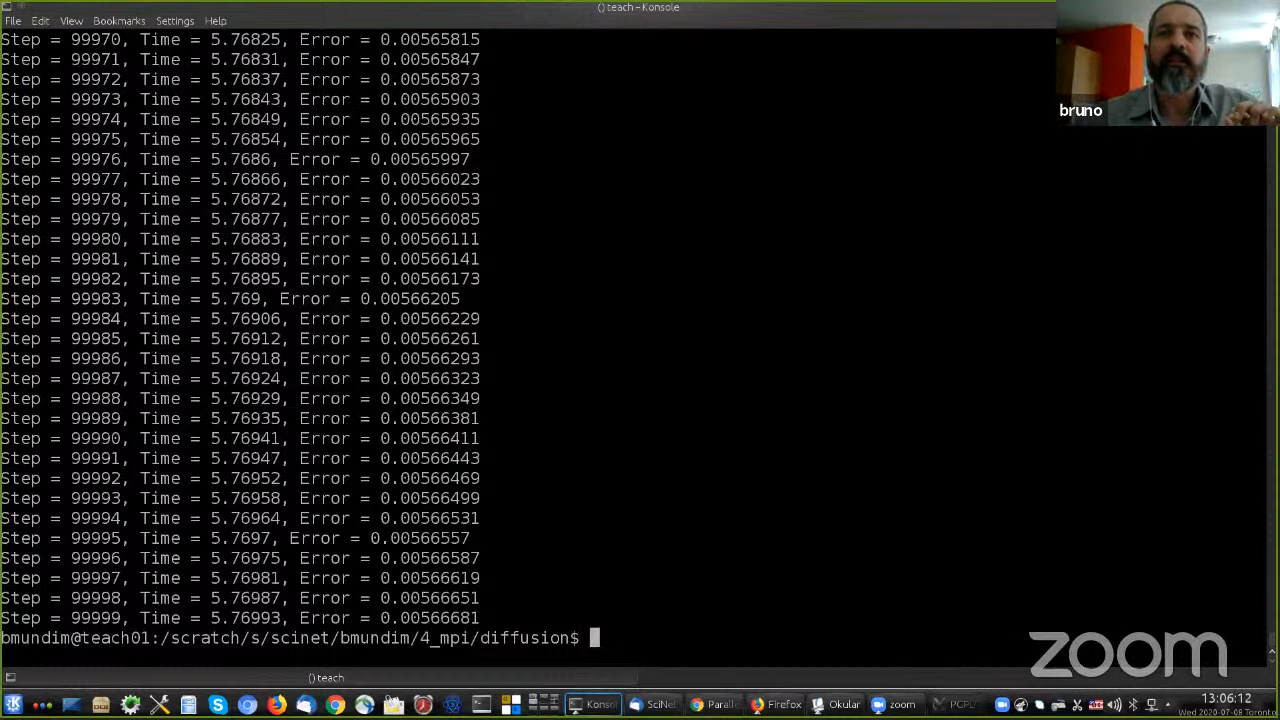 () teach – Konsole
File Edit View Bookmarks Settings Help
Step = 99970, Time = 5.76825, Error = 0.00565815
Step = 99971, Time = 5.76831, Error = 0.00565847
Step = 99972, Time = 5.76837, Error = 0.00565873
Step = 99973, Time = 5.76843, Error = 0.00565903
Step = 99974, Time = 5.76849, Error = 0.00565935
Step = 99975, Time = 5.76854, Error = 0.00565965
Step = 99976, Time = 5.7686, Error = 0.00565997
Step = 99977, Time = 5.76866, Error = 0.00566023
Step = 99978, Time = 5.76872, Error = 0.00566053
Step = 99979, Time = 5.76877, Error = 0.00566085
Step = 99980, Time = 5.76883, Error = 0.00566111
Step = 99981, Time = 5.76889, Error = 0.00566141
Step = 99982, Time = 5.76895, Error = 0.00566173
Step = 99983, Time = 5.769, Error = 0.00566205
Step = 99984, Time = 5.76906, Error = 0.00566229
Step = 99985, Time = 5.76912, Error = 0.00566261
Step = 99986, Time = 5.76918, Error = 0.00566293
Step = 99987, Time = 5.76924, Error = 0.00566323
Step = 99988, Time = 5.76929, Error = 0.00566349
Step = 99989, Time = 5.76935, Error = 0.00566381
Step = 99990, Time = 5.76941, Error = 0.00566411
Step = 99991, Time = 5.76947, Error = 0.00566443
Step = 99992, Time = 5.76952, Error = 0.00566469
Step = 99993, Time = 5.76958, Error = 0.00566499
Step = 99994, Time = 5.76964, Error = 0.00566531
Step = 99995, Time = 5.7697, Error = 0.00566557
Step = 99996, Time = 5.76975, Error = 0.00566587
Step = 99997, Time = 5.76981, Error = 0.00566619
Step = 99998, Time = 5.76987, Error = 0.00566651
Step = 99999, Time = 5.76993, Error = 0.00566681
bmundim@teach01:/scratch/s/scinet/bmundim/4_mpi/diffusion$
bruno
zoom
() teach
Konso SciNe Paralle Firefox Okular zoom PCPL
13:06:12
Wed 2020-07-08 Toronto